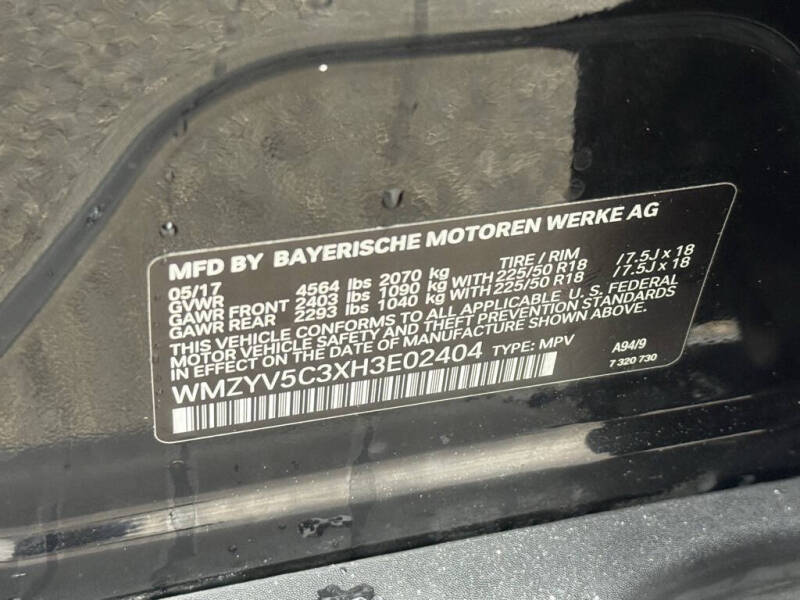 MFD BY BAYERISCHE MOTOREN WERKE AG
05/17 TIRE / RIM
GVWR 4564 lbs 2070 kg
GAWR FRONT 2403 lbs 1090 kg WITH 225/50 R18 /7.5J x 18
GAWR REAR 2293 lbs 1040 kg WITH 225/50 R18 /7.5J x 18
THIS VEHICLE CONFORMS TO ALL APPLICABLE U. S. FEDERAL
MOTOR VEHICLE SAFETY AND THEFT PREVENTION STANDARDS
IN EFFECT ON THE DATE OF MANUFACTURE SHOWN ABOVE.
WMZYV5C3XH3E02404 TYPE: MPV A94/9
7 320 730